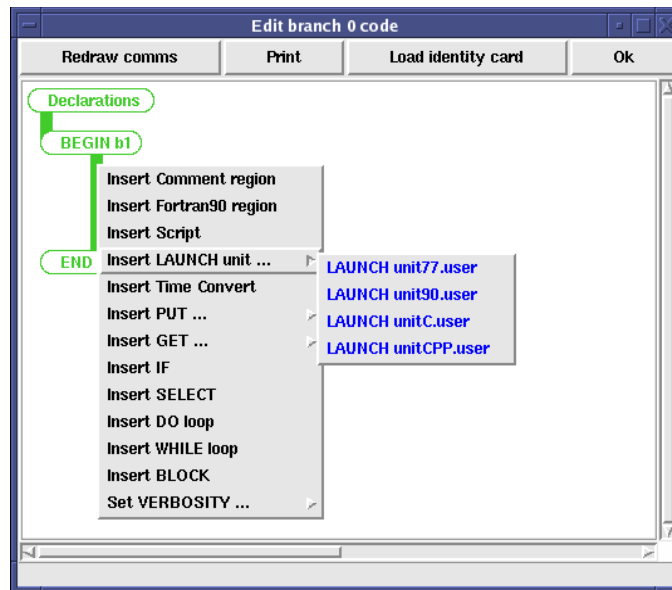 Edit branch 0 code
Redraw comms Print Load identity card Ok
Declarations
BEGIN b1
Insert Comment region
Insert Fortran90 region
Insert Script
END Insert LAUNCH unit ... LAUNCH unit77.user
Insert Time Convert LAUNCH unit90.user
Insert PUT ... LAUNCH unitC.user
Insert GET ... LAUNCH unitCPP.user
Insert IF
Insert SELECT
Insert DO loop
Insert WHILE loop
Insert BLOCK
Set VERBOSITY ...